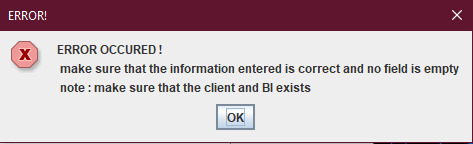 ERROR!
ERROR OCCURED !
make sure that the information entered is correct and no field is empty
note : make sure that the client and BI exists
OK